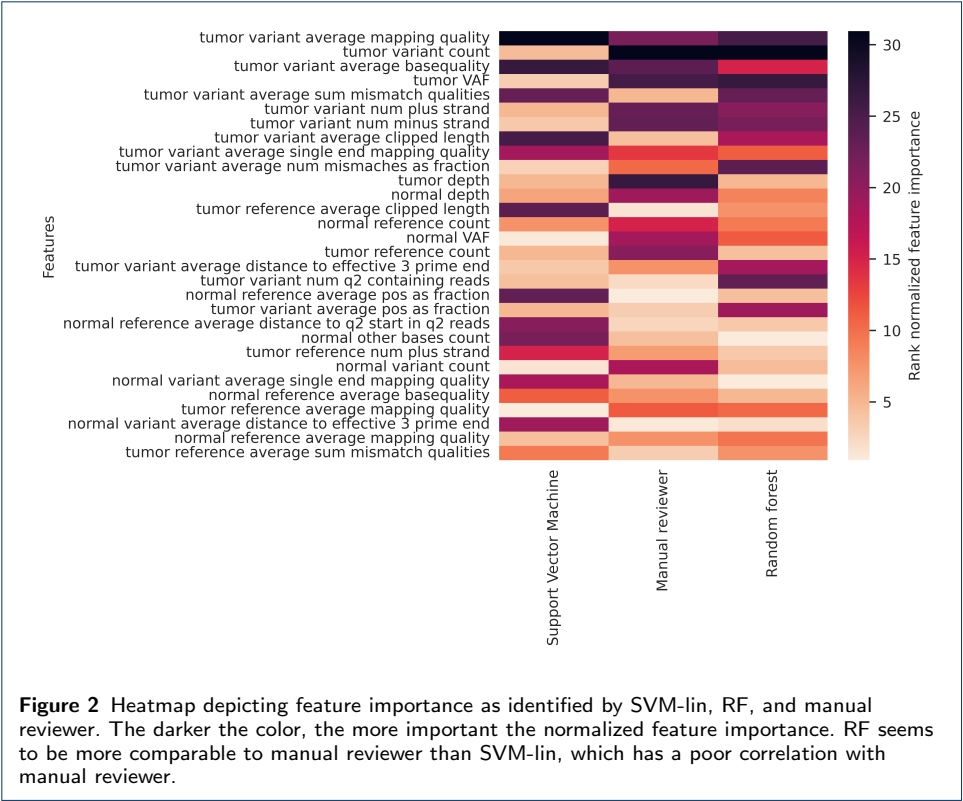 tumor variant average mapping quality
tumor variant count
tumor variant average basequality
tumor VAF
tumor variant average sum mismatch qualities
tumor variant num plus strand
tumor variant num minus strand
tumor variant average clipped length
tumor variant average single end mapping quality
tumor variant average num mismaches as fraction
tumor depth
normal depth
tumor reference average clipped length
normal reference count
normal VAF
tumor reference count
tumor variant average distance to effective 3 prime end
tumor variant num q2 containing reads
normal reference average pos as fraction
tumor variant average pos as fraction
normal reference average distance to q2 start in q2 reads
normal other bases count
tumor reference num plus strand
normal variant count
normal variant average single end mapping quality
normal reference average basequality
tumor reference average mapping quality
normal variant average distance to effective 3 prime end
normal reference average mapping quality
tumor reference average sum mismatch qualities
Features
Support Vector Machine
Manual reviewer
Random forest
30
25
20
15
10
5
Rank normalized feature importance
Figure 2 Heatmap depicting feature importance as identified by SVM-lin, RF, and manual
reviewer. The darker the color, the more important the normalized feature importance. RF seems
to be more comparable to manual reviewer than SVM-lin, which has a poor correlation with
manual reviewer.